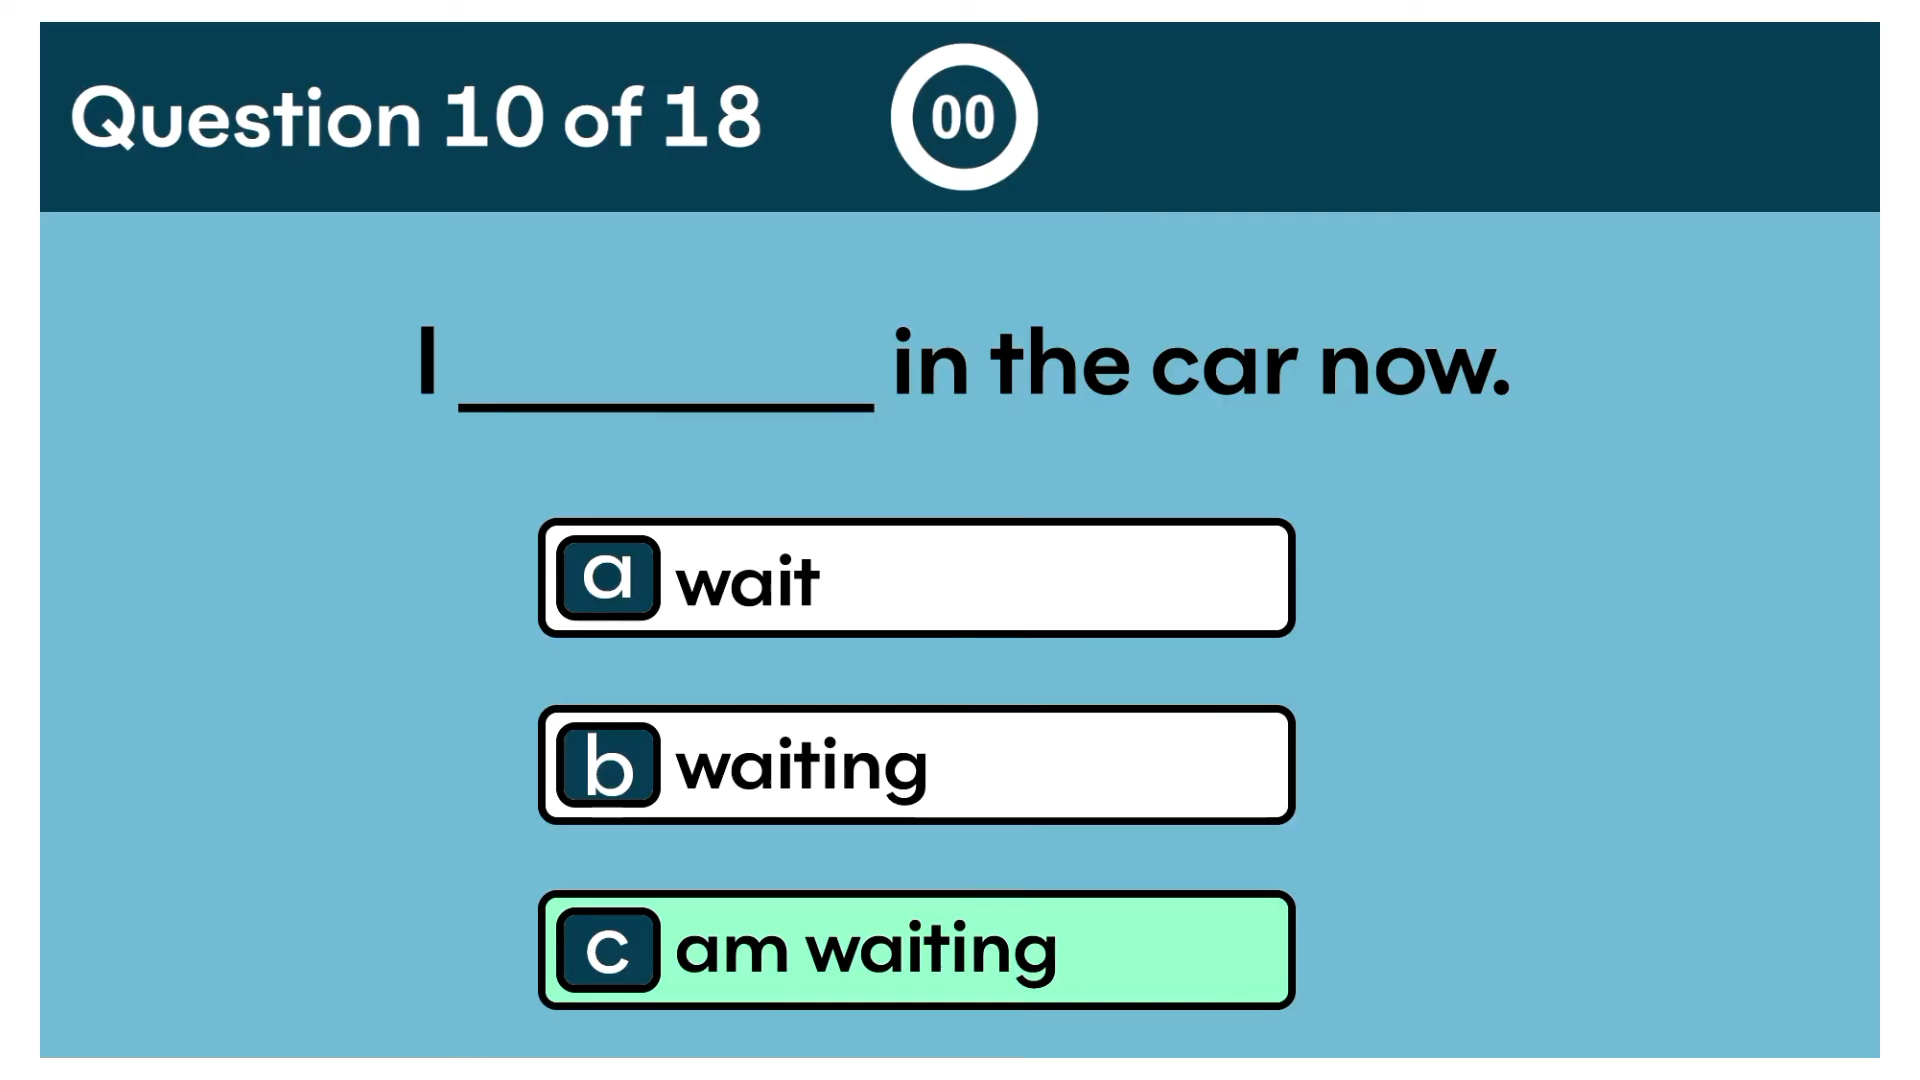 Question 10 of 18
00
I __________ in the car now.
a wait
b waiting
c am waiting